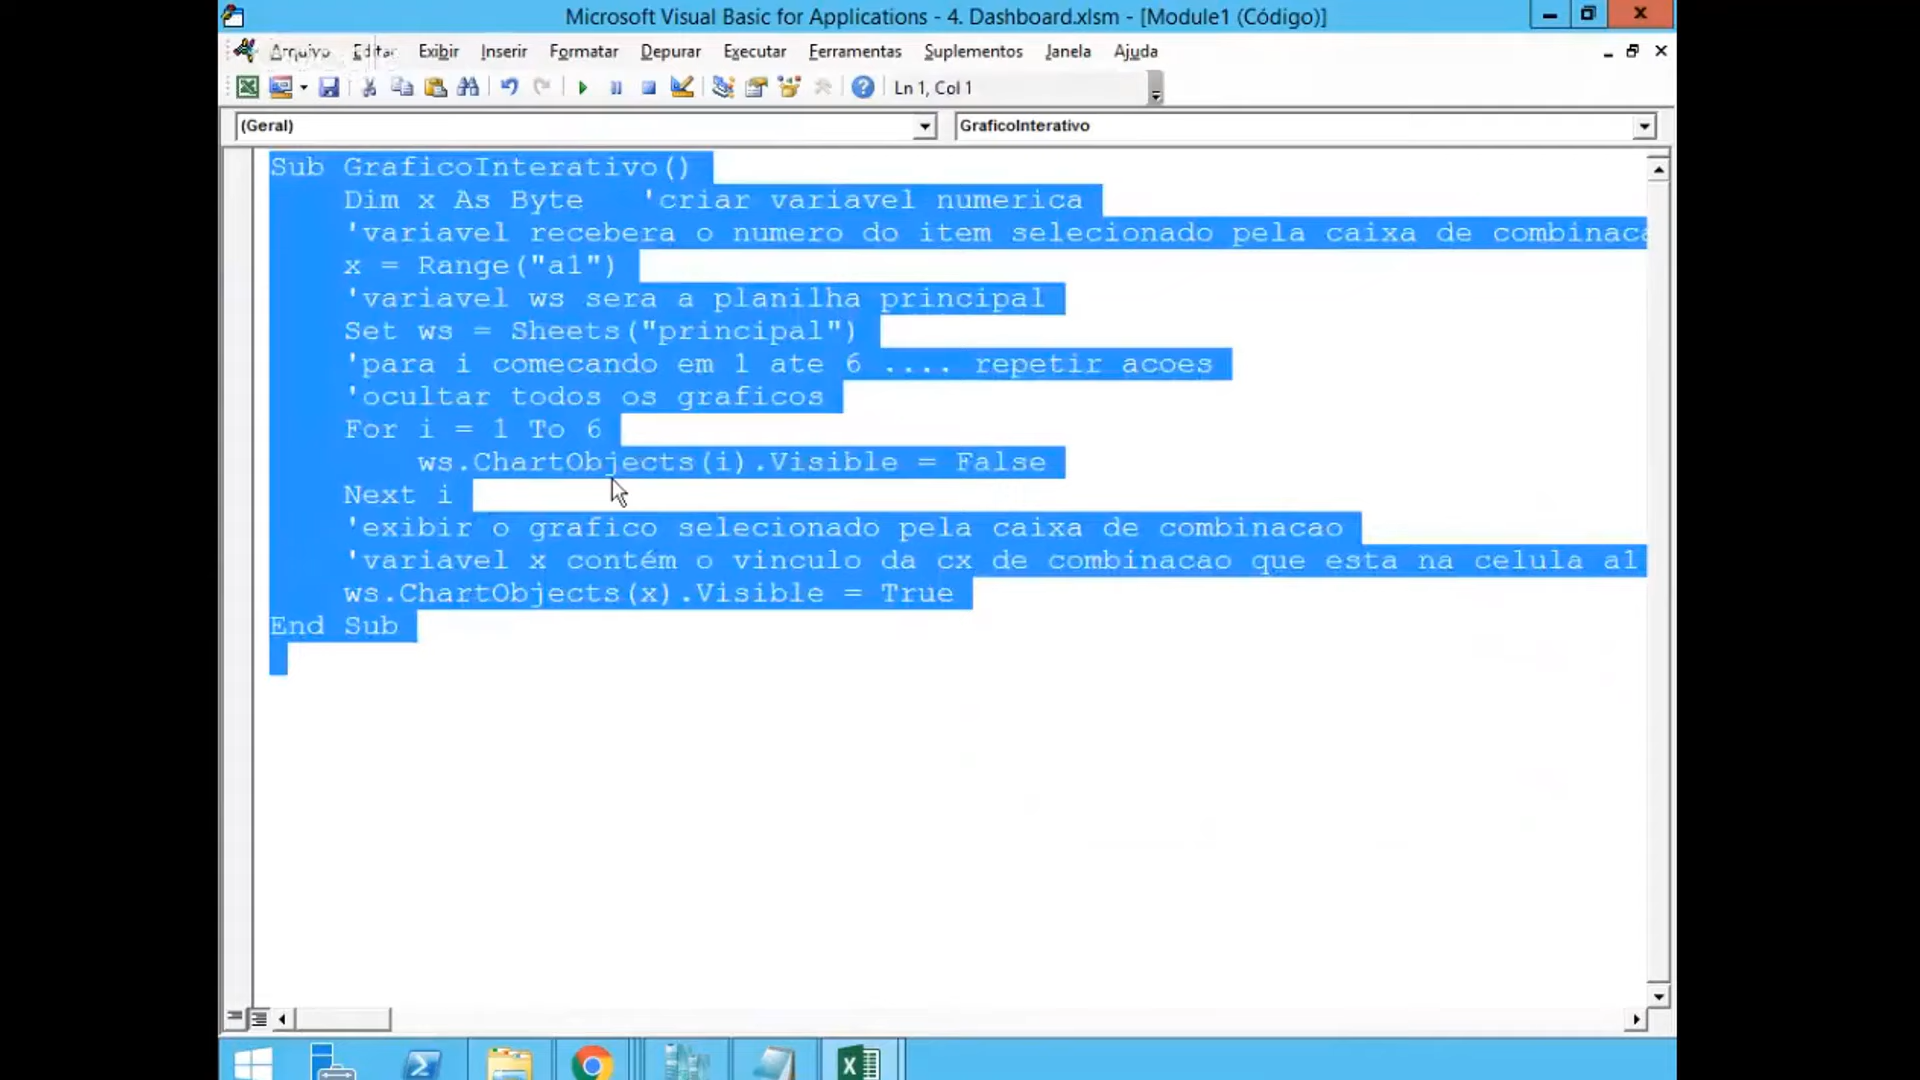 Microsoft Visual Basic for Applications - 4. Dashboard.xlsm - [Module1 (Código)]
Arquivo Editar Exibir Inserir Formatar Depurar Executar Ferramentas Suplementos Janela Ajuda
Ln 1, Col 1
(Geral) GraficoInterativo
Sub GraficoInterativo()
Dim x As Byte 'criar variavel numerica
'variavel recebera o numero do item selecionado pela caixa de combinaca
x = Range("a1")
'variavel ws sera a planilha principal
Set ws = Sheets("principal")
'para i comecando em 1 ate 6 .... repetir acoes
'ocultar todos os graficos
For i = 1 To 6
ws.ChartObjects(i).Visible = False
Next i
'exibir o grafico selecionado pela caixa de combinacao
'variavel x contém o vinculo da cx de combinacao que esta na celula a1
ws.ChartObjects(x).Visible = True
End Sub